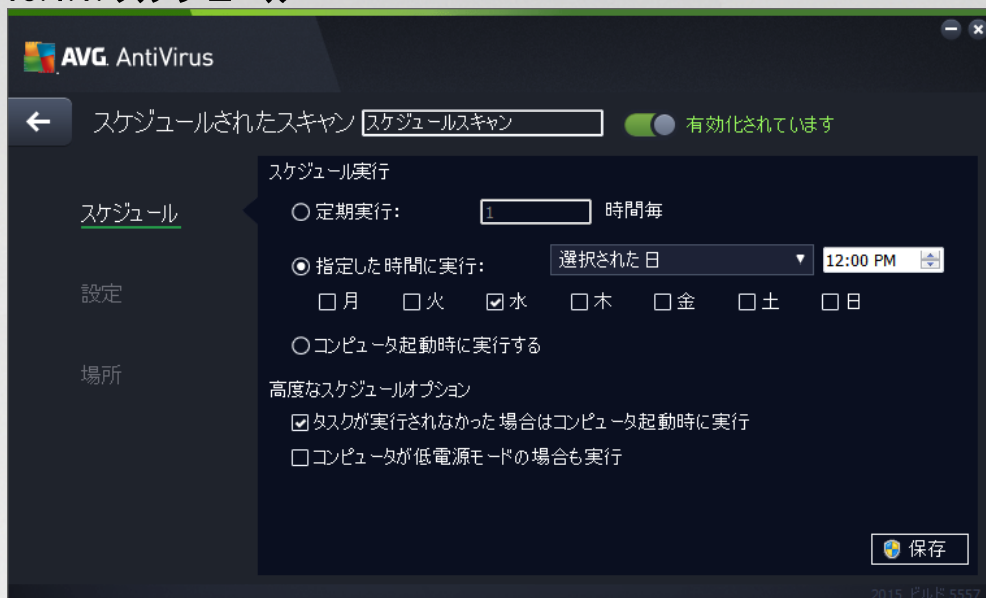 AVG. AntiVirus
スケジュールされたスキャン スケジュールスキャン 有効化されています
スケジュール実行
スケジュール
定期実行: 1 時間毎
指定した時間に実行: 選択された日 12:00 PM
月 火 水 木 金 土 日
設定
コンピュータ起動時に実行する
場所
高度なスケジュールオプション
タスクが実行されなかった場合はコンピュータ起動時に実行
コンピュータが低電源モードの場合も実行
保存
2015 ビルド 5557